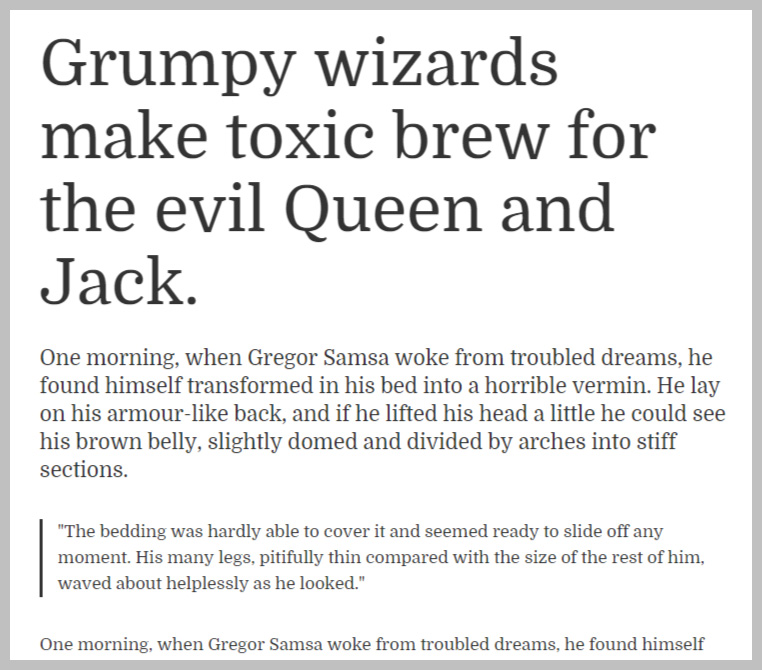 Grumpy wizards
make toxic brew for
the evil Queen and
Jack.
One morning, when Gregor Samsa woke from troubled dreams, he
found himself transformed in his bed into a horrible vermin. He lay
on his armour-like back, and if he lifted his head a little he could see
his brown belly, slightly domed and divided by arches into stiff
sections.
"The bedding was hardly able to cover it and seemed ready to slide off any
moment. His many legs, pitifully thin compared with the size of the rest of him,
waved about helplessly as he looked."
One morning, when Gregor Samsa woke from troubled dreams, he found himself